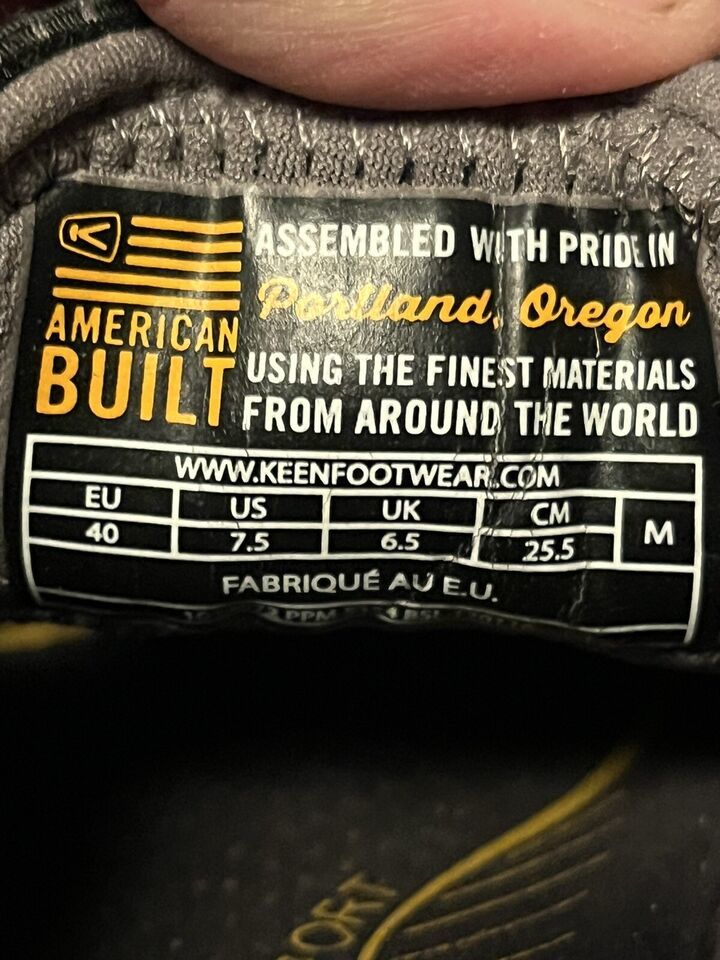 ASSEMBLED WITH PRIDE IN
Portland, Oregon
AMERICAN
BUILT
USING THE FINEST MATERIALS
FROM AROUND THE WORLD
WWW.KEENFOOTWEAR.COM
EU US UK CM M
40 7.5 6.5 25.5
FABRIQUÉ AU E.U.
PPM